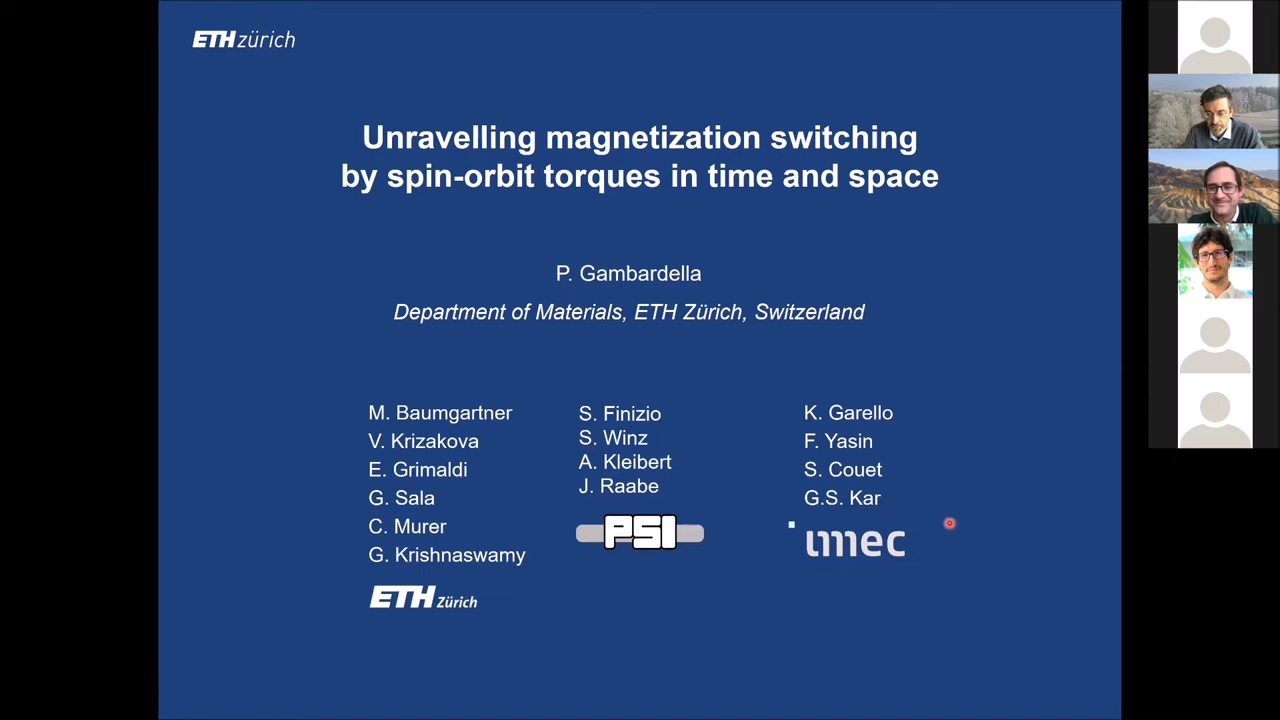 ETH zürich
Unravelling magnetization switching
by spin-orbit torques in time and space
P. Gambardella
Department of Materials, ETH Zürich, Switzerland
M. Baumgartner
V. Krizakova
E. Grimaldi
G. Sala
C. Murer
G. Krishnaswamy
ETH Zürich
S. Finizio
S. Winz
A. Kleibert
J. Raabe
PSI
K. Garello
F. Yasin
S. Couet
G.S. Kar
imec